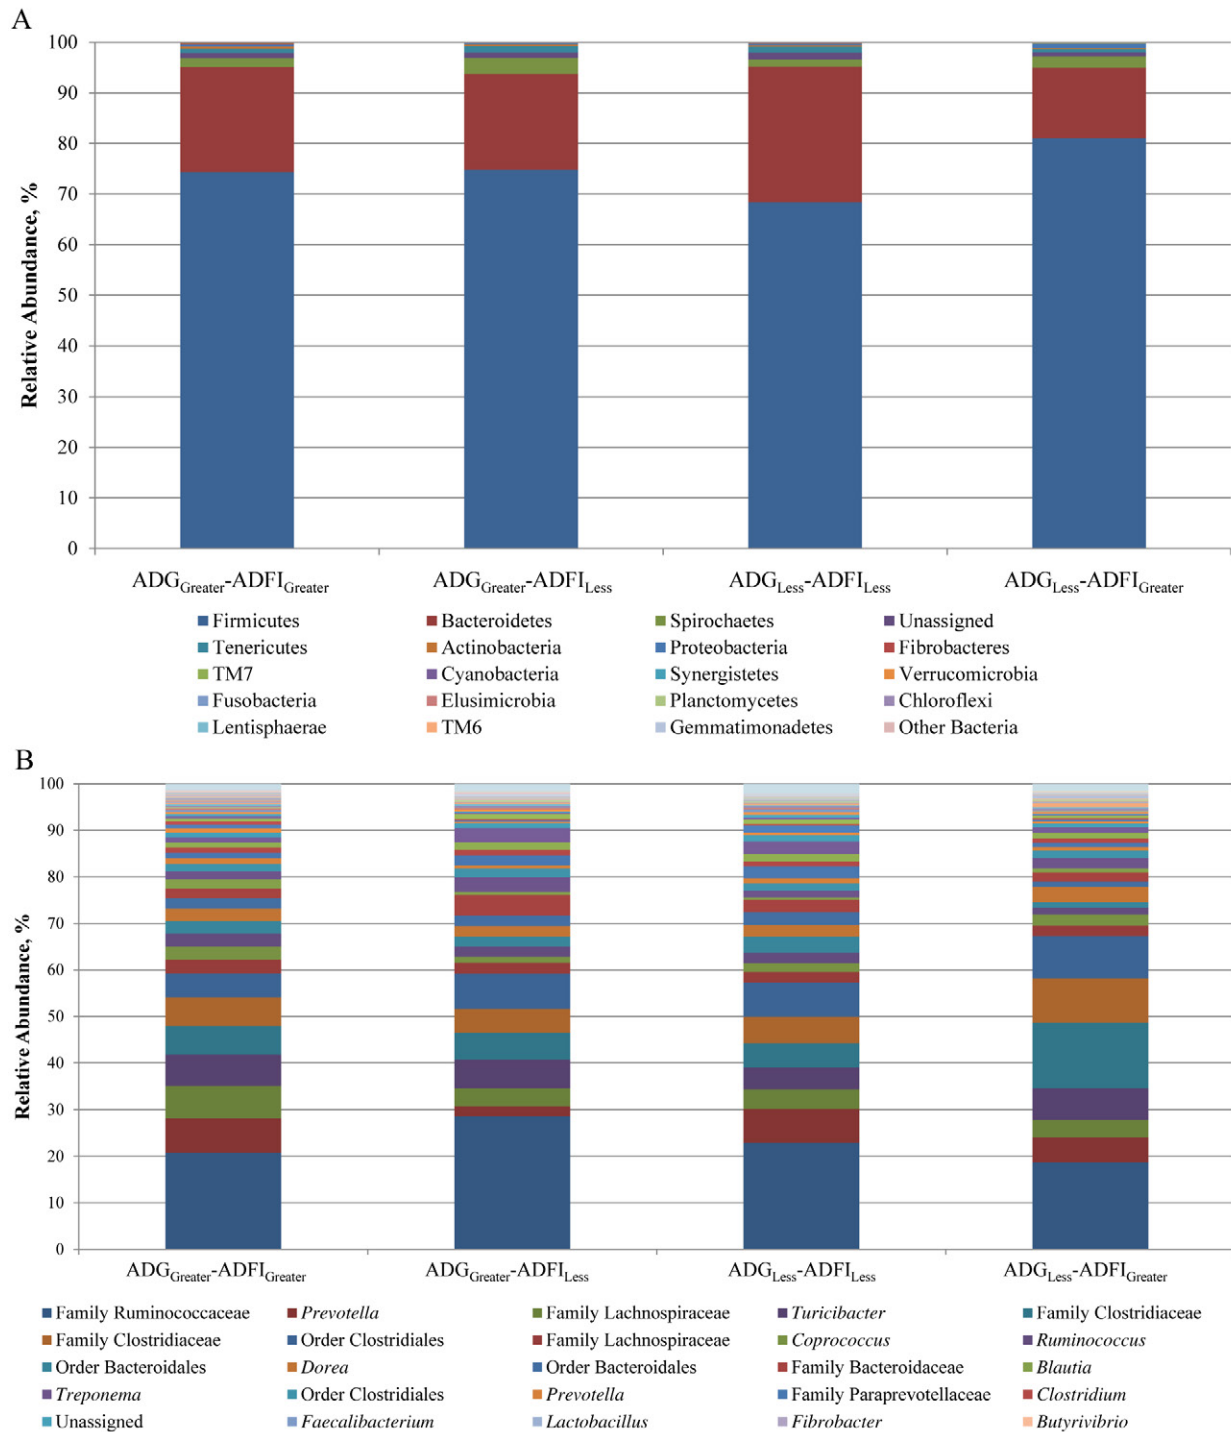 A
100
90
80
70
60
50
40
30
20
10
0
Relative Abundance, %
ADGGreater-ADFIGreater ADGGreater-ADFILess ADGLess-ADFILess ADGLess-ADFIGreater
Firmicutes Bacteroidetes Spirochaetes Unassigned
Tenericutes Actinobacteria Proteobacteria Fibrobacteres
TM7 Cyanobacteria Synergistetes Verrucomicrobia
Fusobacteria Elusimicrobia Planctomycetes Chloroflexi
Lentisphaerae TM6 Gemmatimonadetes Other Bacteria
B
100
90
80
70
60
50
40
30
20
10
0
Relative Abundance, %
ADGGreater-ADFIGreater ADGGreater-ADFILess ADGLess-ADFILess ADGLess-ADFIGreater
Family Ruminococcaceae Prevotella Family Lachnospiraceae Turicibacter Family Clostridiaceae
Family Clostridiaceae Order Clostridiales Family Lachnospiraceae Coprococcus Ruminococcus
Order Bacteroidales Dorea Order Bacteroidales Family Bacteroidaceae Blautia
Treponema Order Clostridiales Prevotella Family Paraprevotellaceae Clostridium
Unassigned Faecalibacterium Lactobacillus Fibrobacter Butyrivibrio